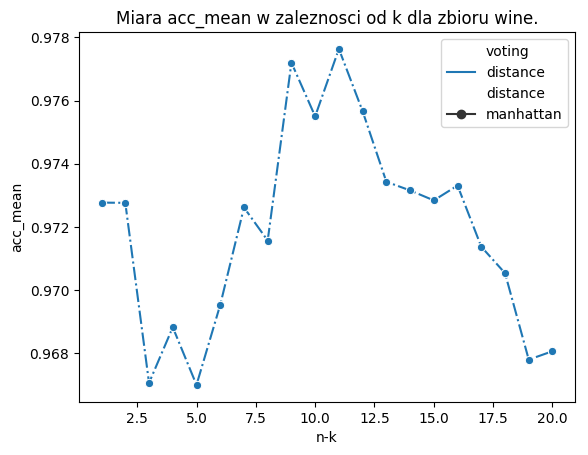 Miara acc_mean w zaleznosci od k dla zbioru wine.
0.978
0.976
0.974
0.972
0.970
0.968
acc_mean
voting
distance
distance
manhattan
2.5 5.0 7.5 10.0 12.5 15.0 17.5 20.0
n-k